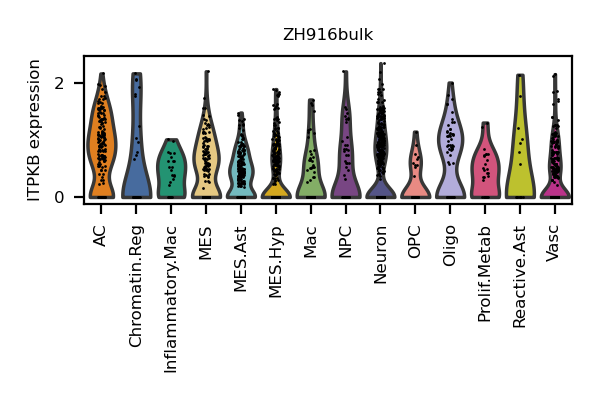 ZH916bulk
ITPKB expression
2
0
AC
Chromatin.Reg
Inflammatory.Mac
MES
MES.Ast
MES.Hyp
Mac
NPC
Neuron
OPC
Oligo
Prolif.Metab
Reactive.Ast
Vasc